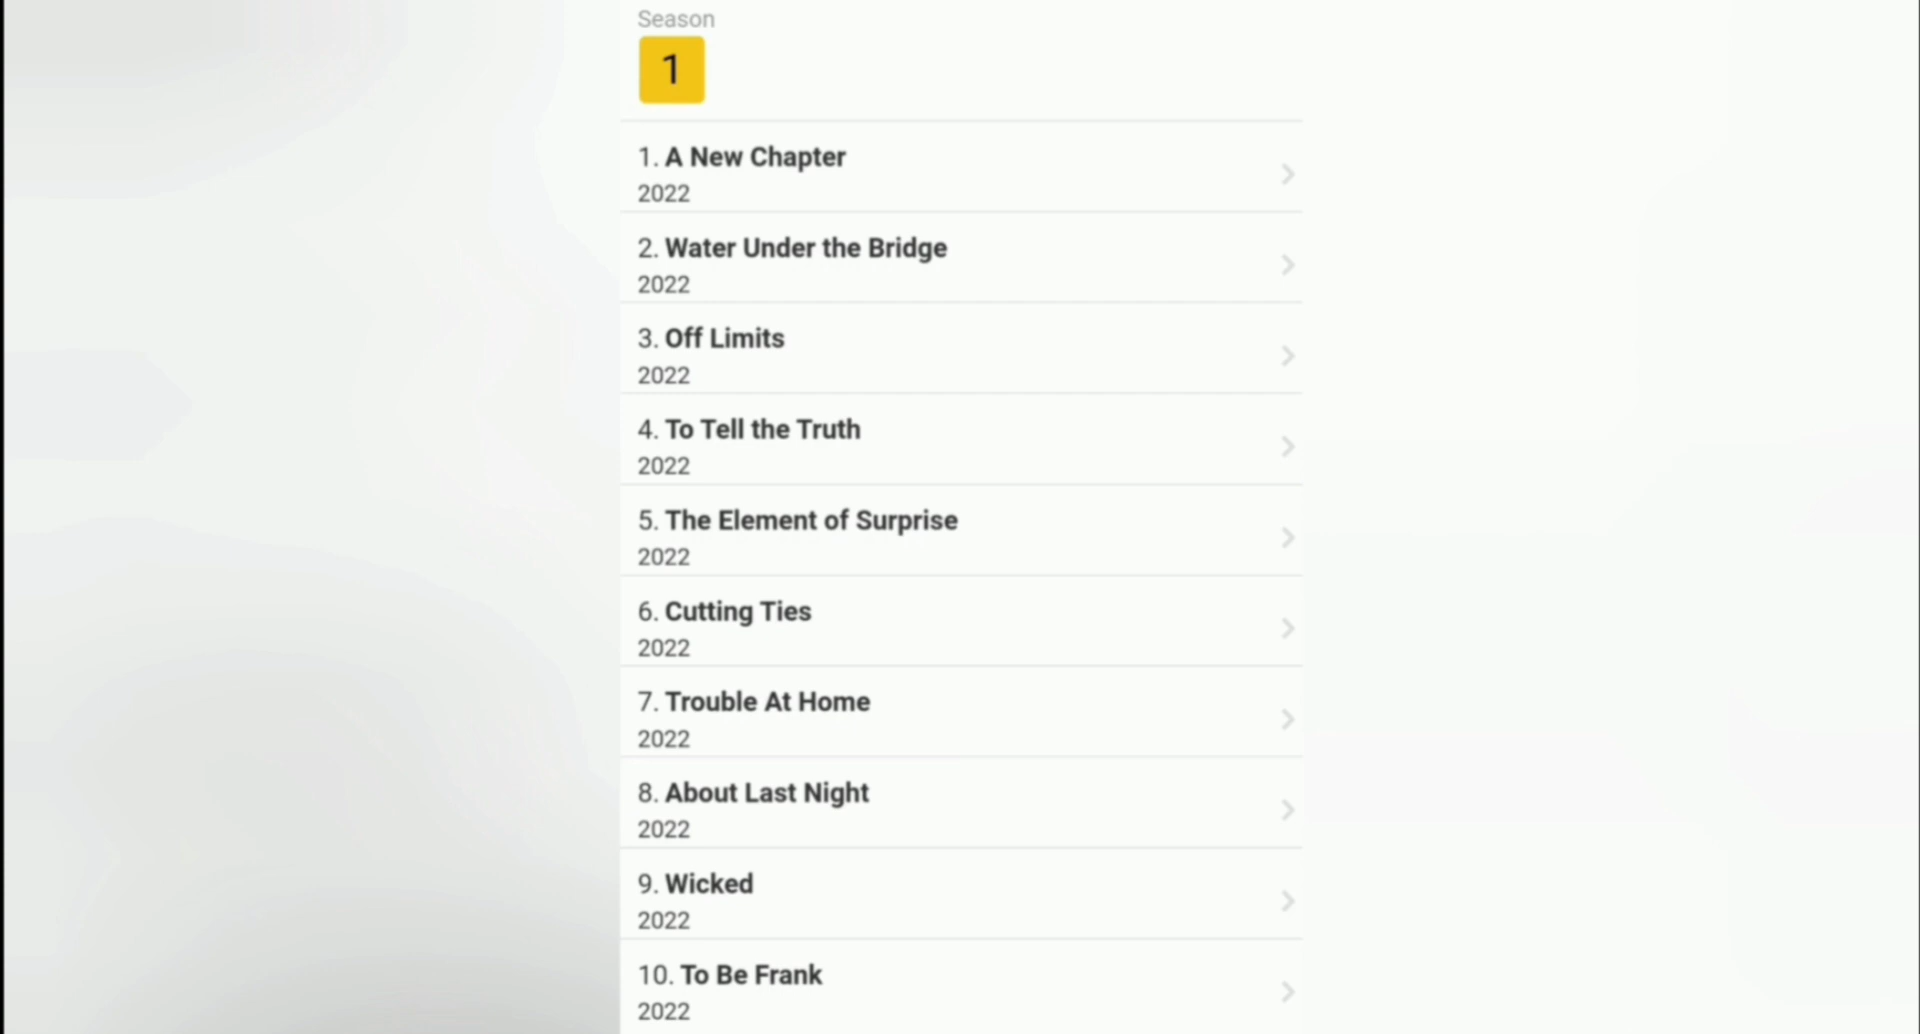 Season
1
1. A New Chapter
2022
2. Water Under the Bridge
2022
3. Off Limits
2022
4. To Tell the Truth
2022
5. The Element of Surprise
2022
6. Cutting Ties
2022
7. Trouble At Home
2022
8. About Last Night
2022
9. Wicked
2022
10. To Be Frank
2022